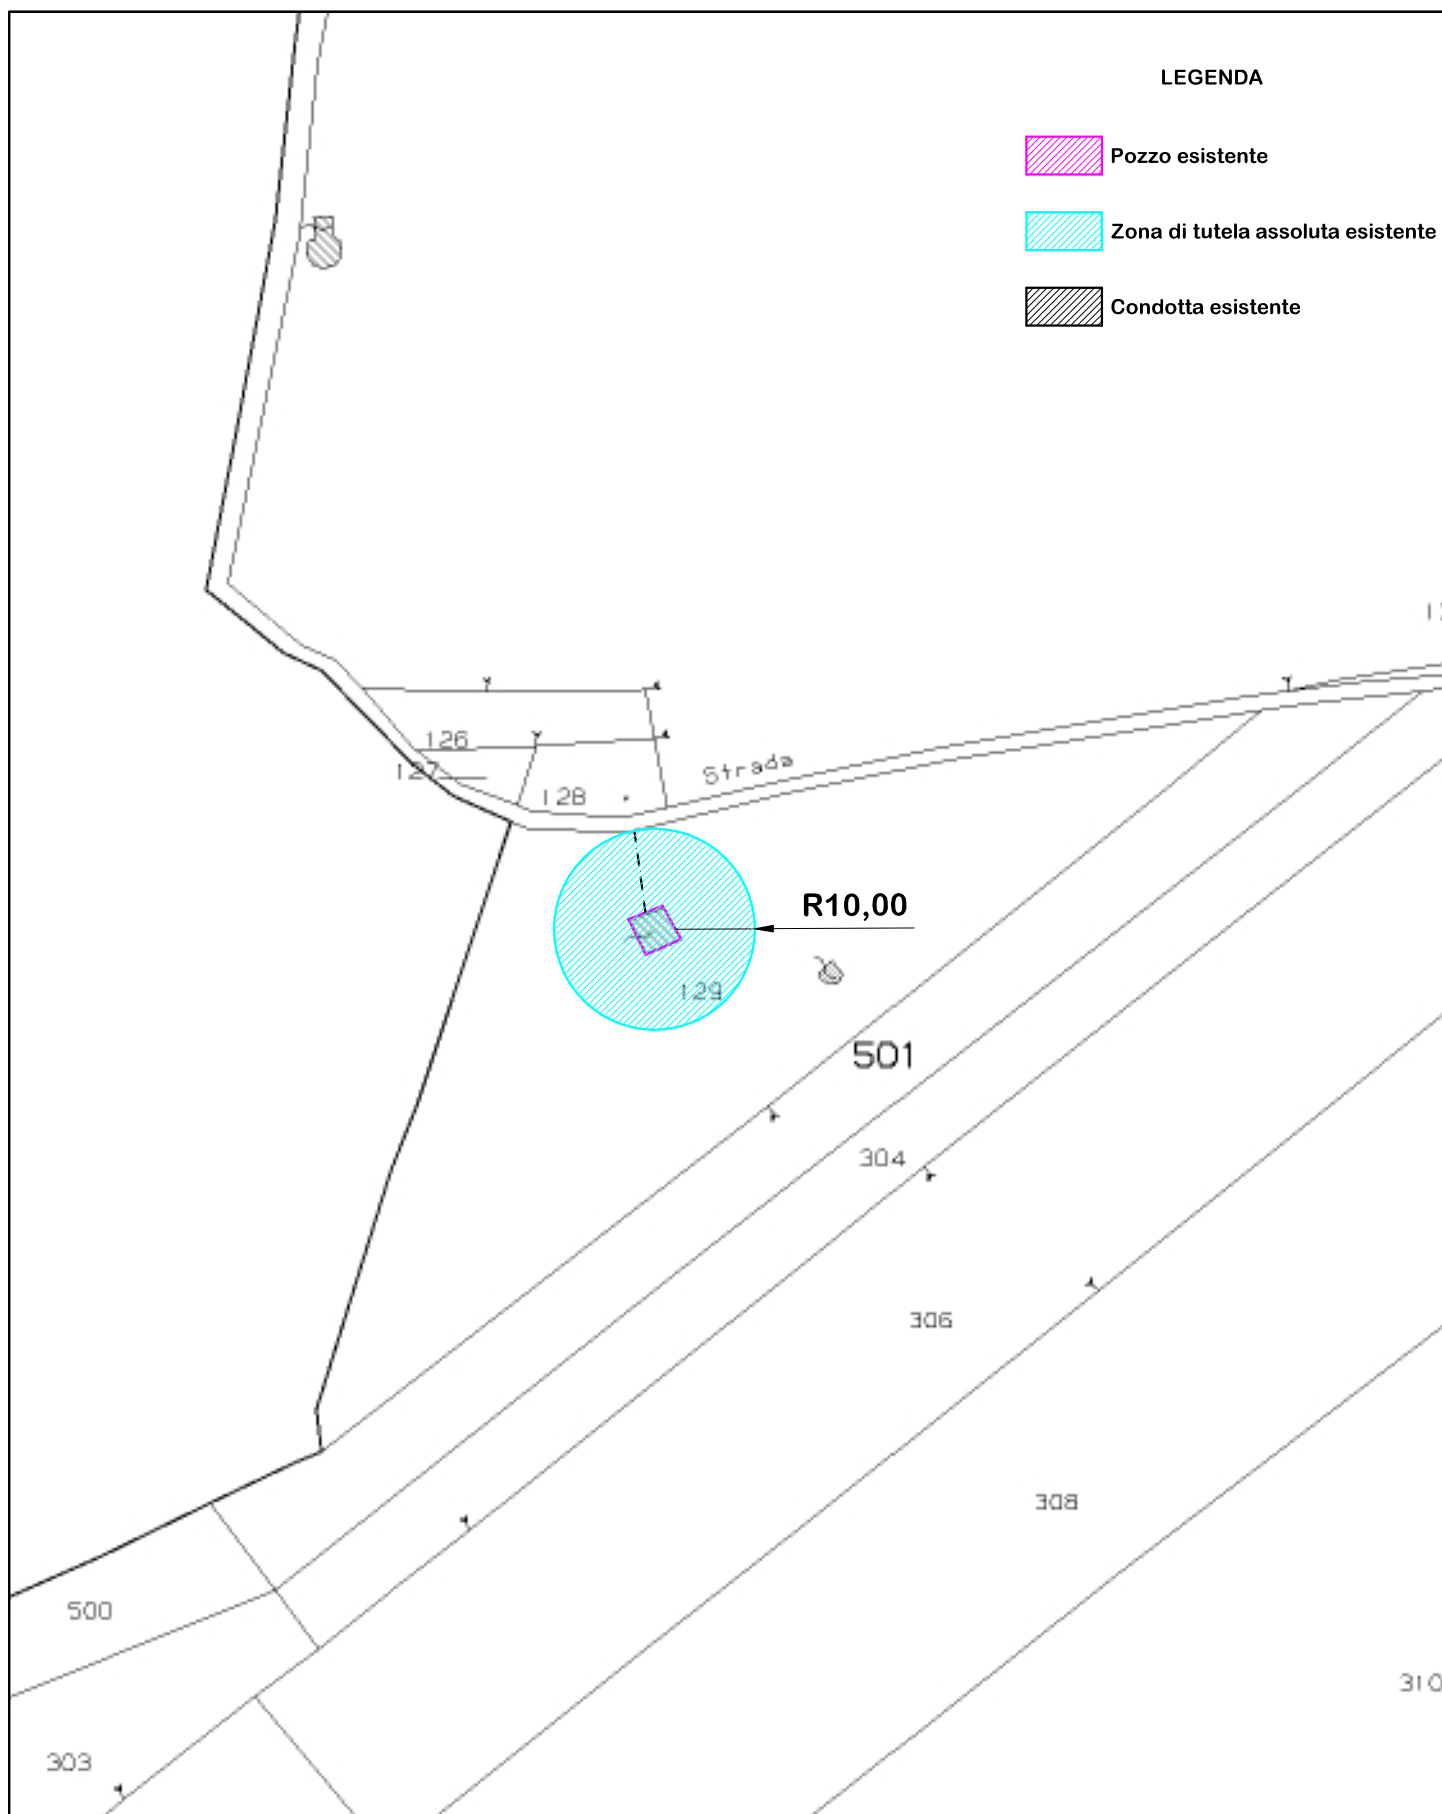 LEGENDA
Pozzo esistente
Zona di tutela assoluta esistente
Condotta esistente
126
127
128
Strada
R10,00
129
501
304
306
308
500
310
303